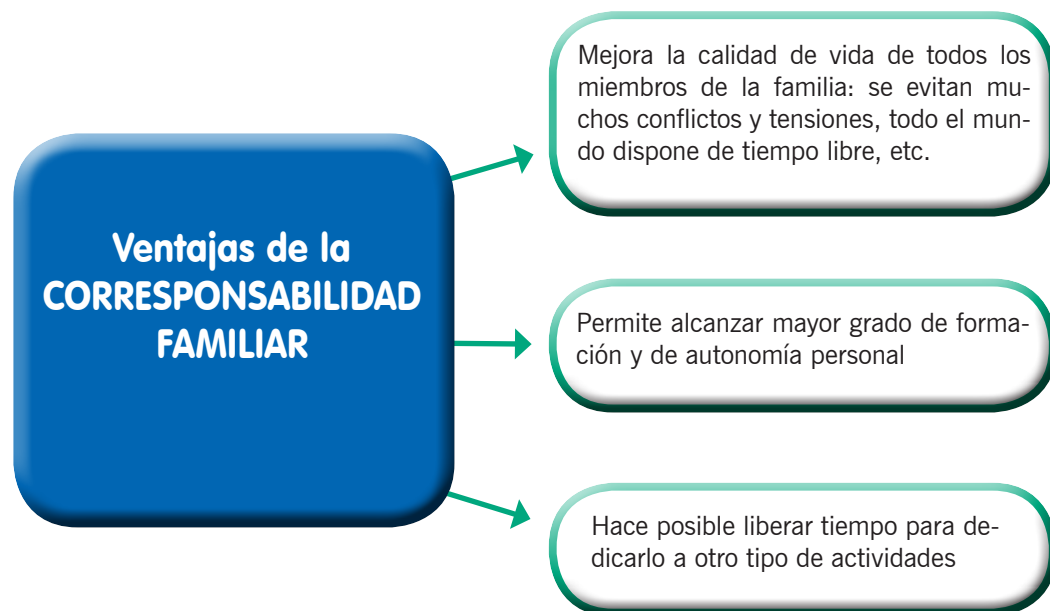 Ventajas de la
CORRESPONSABILIDAD
FAMILIAR
Mejora la calidad de vida de todos los
miembros de la familia: se evitan mu-
chos conflictos y tensiones, todo el mun-
do dispone de tiempo libre, etc.
Permite alcanzar mayor grado de forma-
ción y de autonomía personal
Hace posible liberar tiempo para de-
dicarlo a otro tipo de actividades